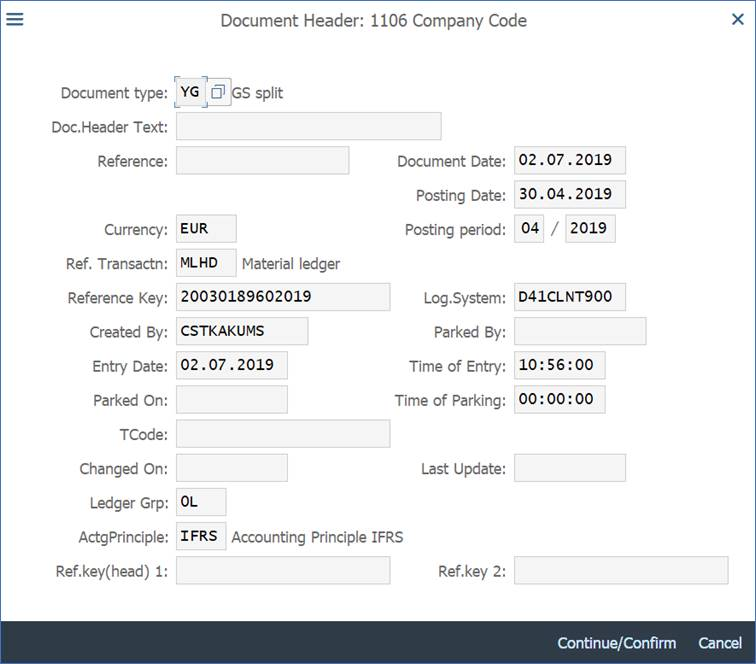 Document Header: 1106 Company Code
Document type: YG GS split
Doc.Header Text:
Reference: Document Date: 02.07.2019
Posting Date: 30.04.2019
Currency: EUR Posting period: 04 / 2019
Ref. Transactn: MLHD Material ledger
Reference Key: 20030189602019 Log.System: D41CLNT900
Created By: CSTKAKUMS Parked By:
Entry Date: 02.07.2019 Time of Entry: 10:56:00
Parked On: Time of Parking: 00:00:00
TCode:
Changed On: Last Update:
Ledger Grp: 0L
ActgPrinciple: IFRS Accounting Principle IFRS
Ref.key(head) 1: Ref.key 2:
Continue/Confirm Cancel